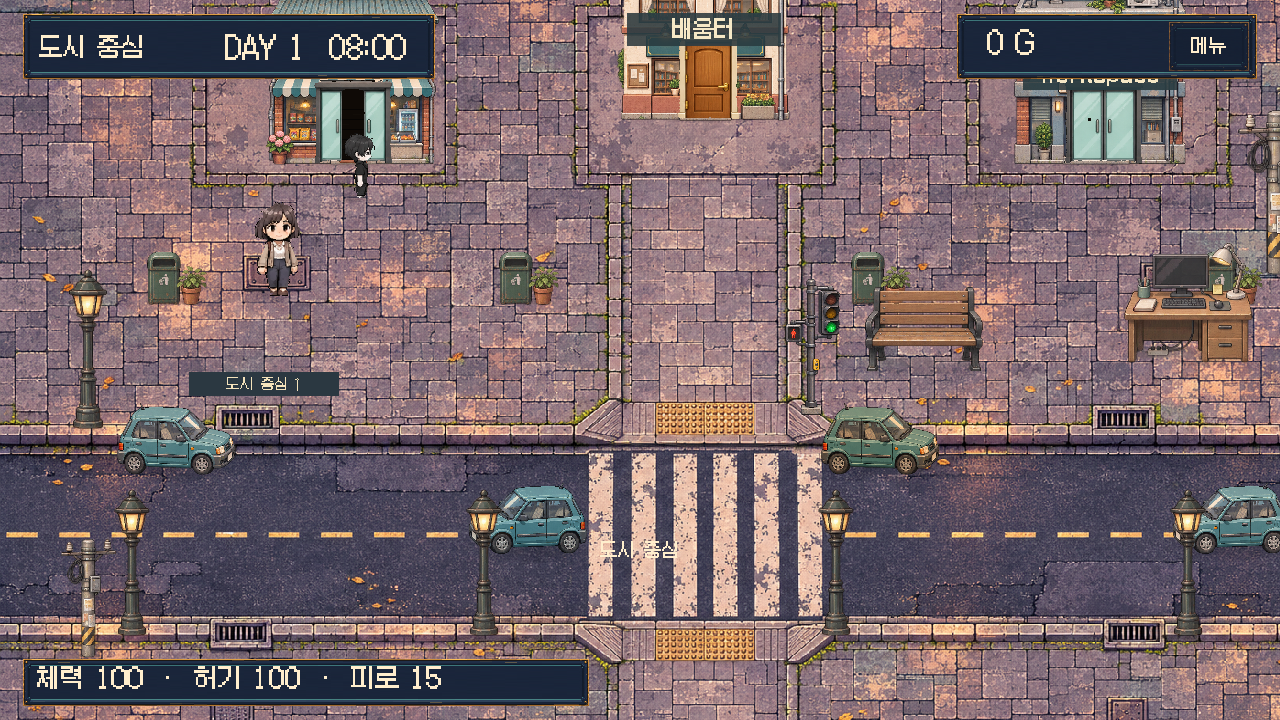 도시 중심 DAY 1 08:00
배움터
0 G
메뉴
workspace
도시 중심 1
도시 중심
체력 100 · 허기 100 · 피로 15